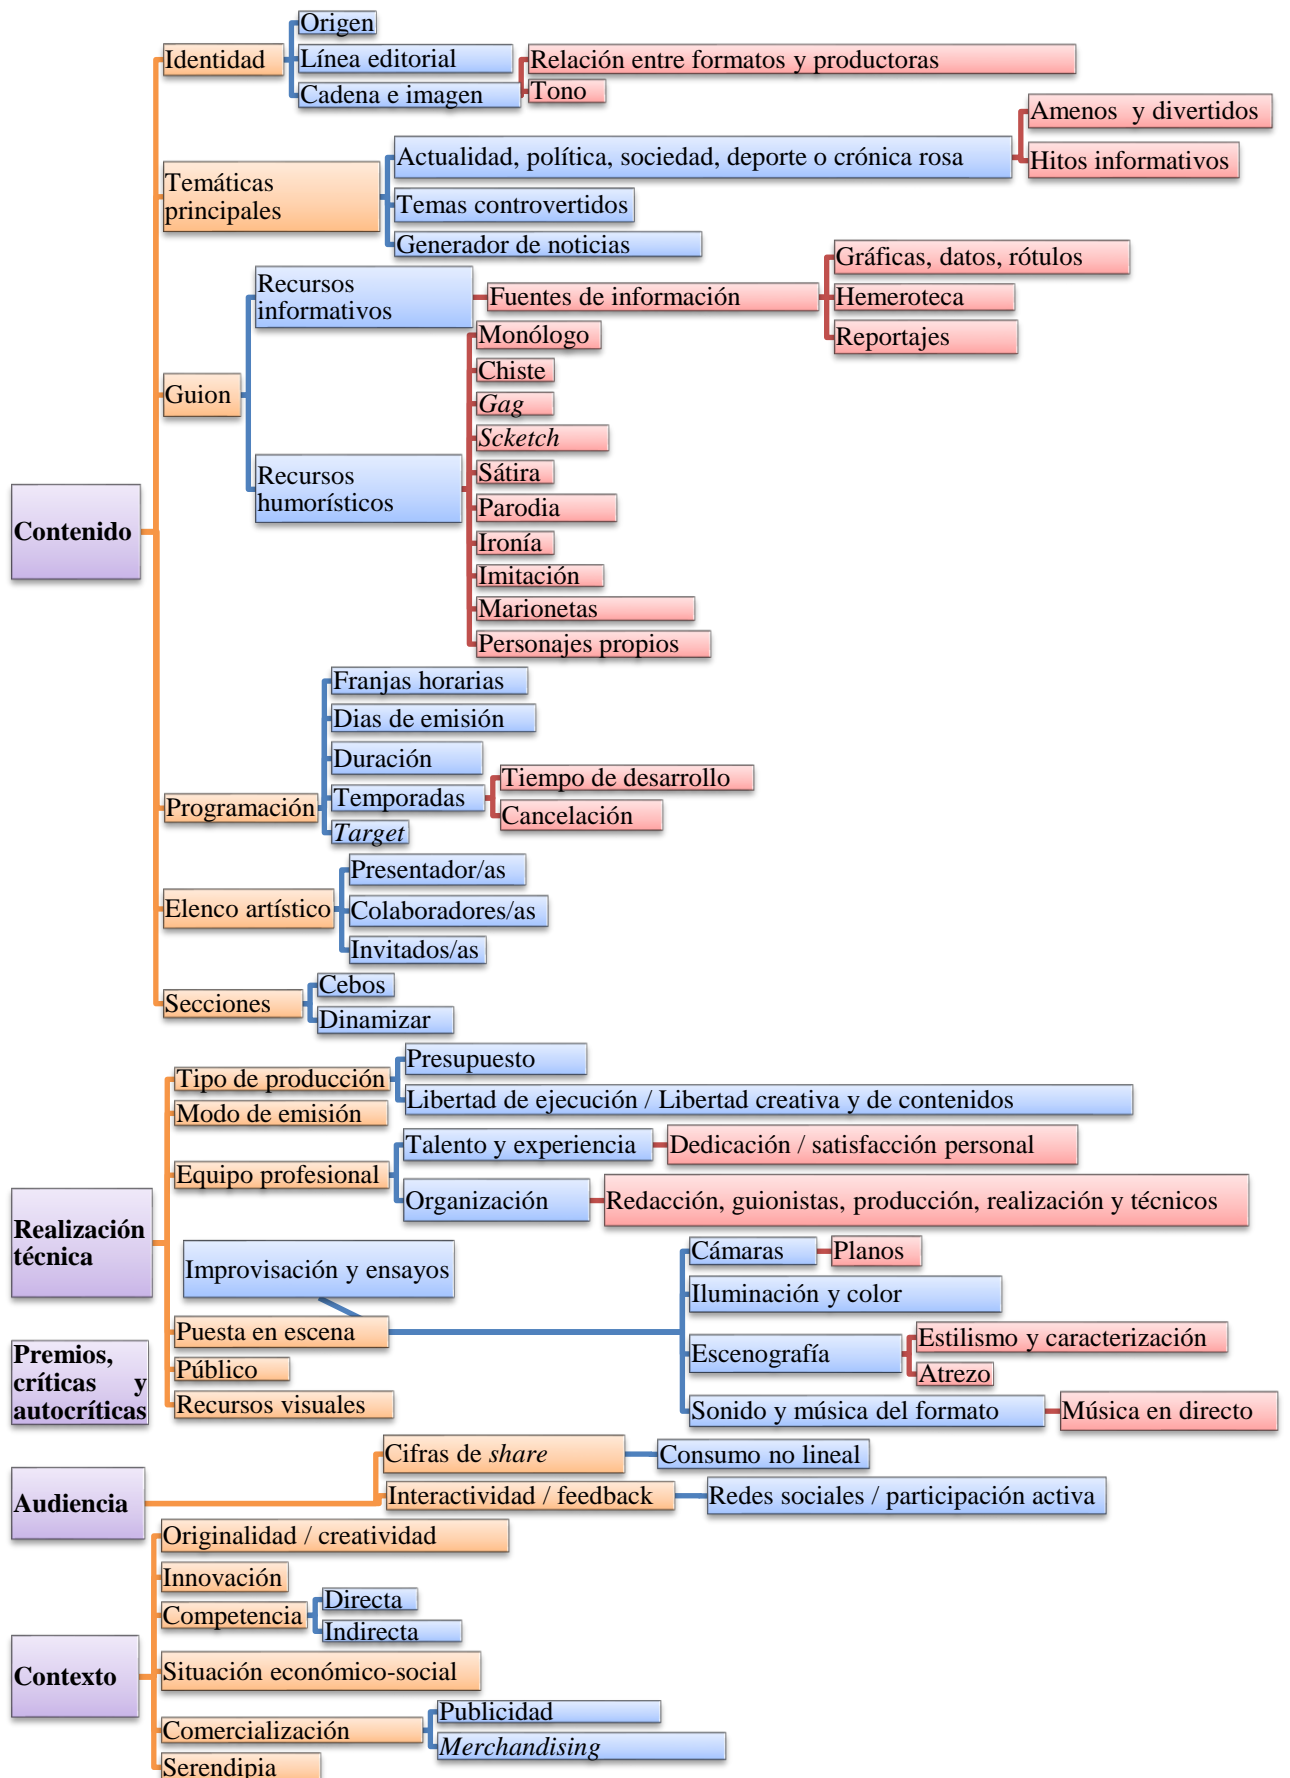 Origen
Identidad
Línea editorial
Relación entre formatos y productoras
Cadena e imagen
Tono
Amenos y divertidos
Actualidad, política, sociedad, deporte o crónica rosa
Hitos informativos
Temáticas
principales
Temas controvertidos
Generador de noticias
Gráficas, datos, rótulos
Recursos
informativos
Fuentes de información
Hemeroteca
Reportajes
Monólogo
Chiste
Guion
Gag
Scketch
Recursos
humorísticos
Sátira
Parodia
Contenido
Ironía
Imitación
Marionetas
Personajes propios
Franjas horarias
Dias de emisión
Duración
Tiempo de desarrollo
Programación
Temporadas
Cancelación
Target
Presentador/as
Elenco artístico
Colaboradores/as
Invitados/as
Cebos
Secciones
Dinamizar
Presupuesto
Tipo de producción
Libertad de ejecución / Libertad creativa y de contenidos
Modo de emisión
Talento y experiencia
Dedicación / satisfacción personal
Equipo profesional
Organización
Redacción, guionistas, producción, realización y técnicos
Realización
técnica
Improvisación y ensayos
Cámaras
Planos
Iluminación y color
Puesta en escena
Escenografía
Estilismo y caracterización
Atrezo
Premios,
críticas y
autocríticas
Público
Recursos visuales
Sonido y música del formato
Música en directo
Cifras de share
Consumo no lineal
Audiencia
Interactividad / feedback
Redes sociales / participación activa
Originalidad / creatividad
Innovación
Directa
Competencia
Indirecta
Contexto
Situación económico-social
Publicidad
Comercialización
Merchandising
Serendipia